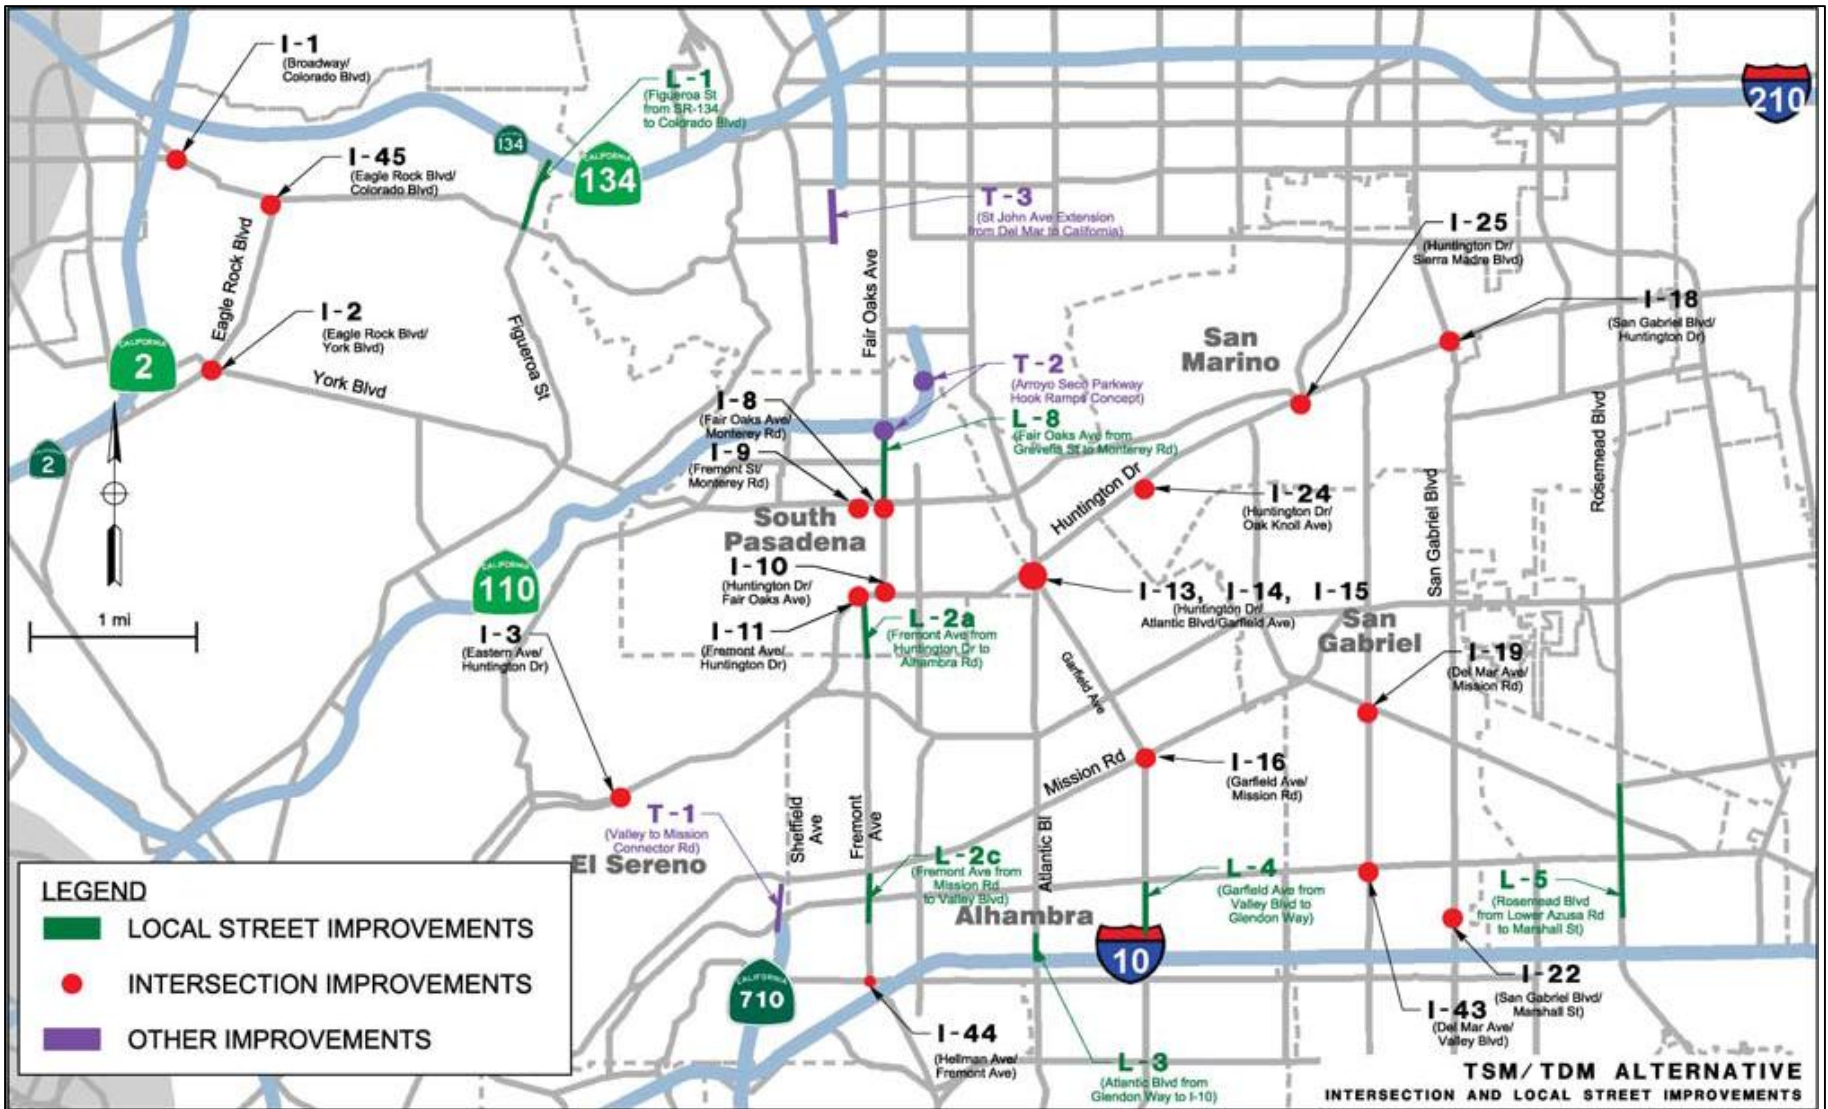 I-1
(Broadway/
Colorado Blvd)
L-1
(Figueroa St
from SR-134
to Colorado Blvd)
210
134
CALIFORNIA
134
I-45
(Eagle Rock Blvd/
Colorado Blvd)
T-3
(St John Ave Extension
from Del Mar to California)
I-25
(Huntington Dr/
Sierra Madre Blvd)
Eagle Rock Blvd
Fair Oaks Ave
I-2
(Eagle Rock Blvd/
York Blvd)
I-18
(San Gabriel Blvd/
Huntington Dr)
CALIFORNIA
2
Figueroa St
San
Marino
York Blvd
T-2
(Arroyo Seco Parkway
Hook Ramps Concept)
I-8
(Fair Oaks Ave/
Monterey Rd)
L-8
(Fair Oaks Ave from
Grevelia St to Monterey Rd)
Rosemead Blvd
2
I-9
(Fremont St/
Monterey Rd)
Huntington Dr
I-24
(Huntington Dr/
Oak Knoll Ave)
San Gabriel Blvd
South
Pasadena
CALIFORNIA
110
I-10
(Huntington Dr/
Fair Oaks Ave)
I-13, I-14, I-15
(Huntington Dr/
Atlantic Blvd/Garfield Ave)
1 mi
I-3
(Eastern Ave/
Huntington Dr)
I-11
(Fremont Ave/
Huntington Dr)
L-2a
(Fremont Ave from
Huntington Dr to
Alhambra Rd)
San
Gabriel
Garfield Ave
I-19
(Del Mar Ave/
Mission Rd)
Mission Rd
I-16
(Garfield Ave/
Mission Rd)
T-1
(Valley to Mission
Connector Rd)
El Sereno
Sheffield
Ave
Fremont
Ave
Atlantic Bl
L-2c
(Fremont Ave from
Mission Rd
to Valley Blvd)
L-4
(Garfield Ave from
Valley Blvd to
Glendon Way)
L-5
(Rosemead Blvd
from Lower Azusa Rd
to Marshall St)
Alhambra
10
CALIFORNIA
710
I-22
(San Gabriel Blvd/
Marshall St)
I-43
(Del Mar Ave/
Valley Blvd)
I-44
(Hellman Ave/
Fremont Ave)
L-3
(Atlantic Blvd from
Glendon Way to I-10)
LEGEND
LOCAL STREET IMPROVEMENTS
INTERSECTION IMPROVEMENTS
OTHER IMPROVEMENTS
TSM/TDM ALTERNATIVE
INTERSECTION AND LOCAL STREET IMPROVEMENTS